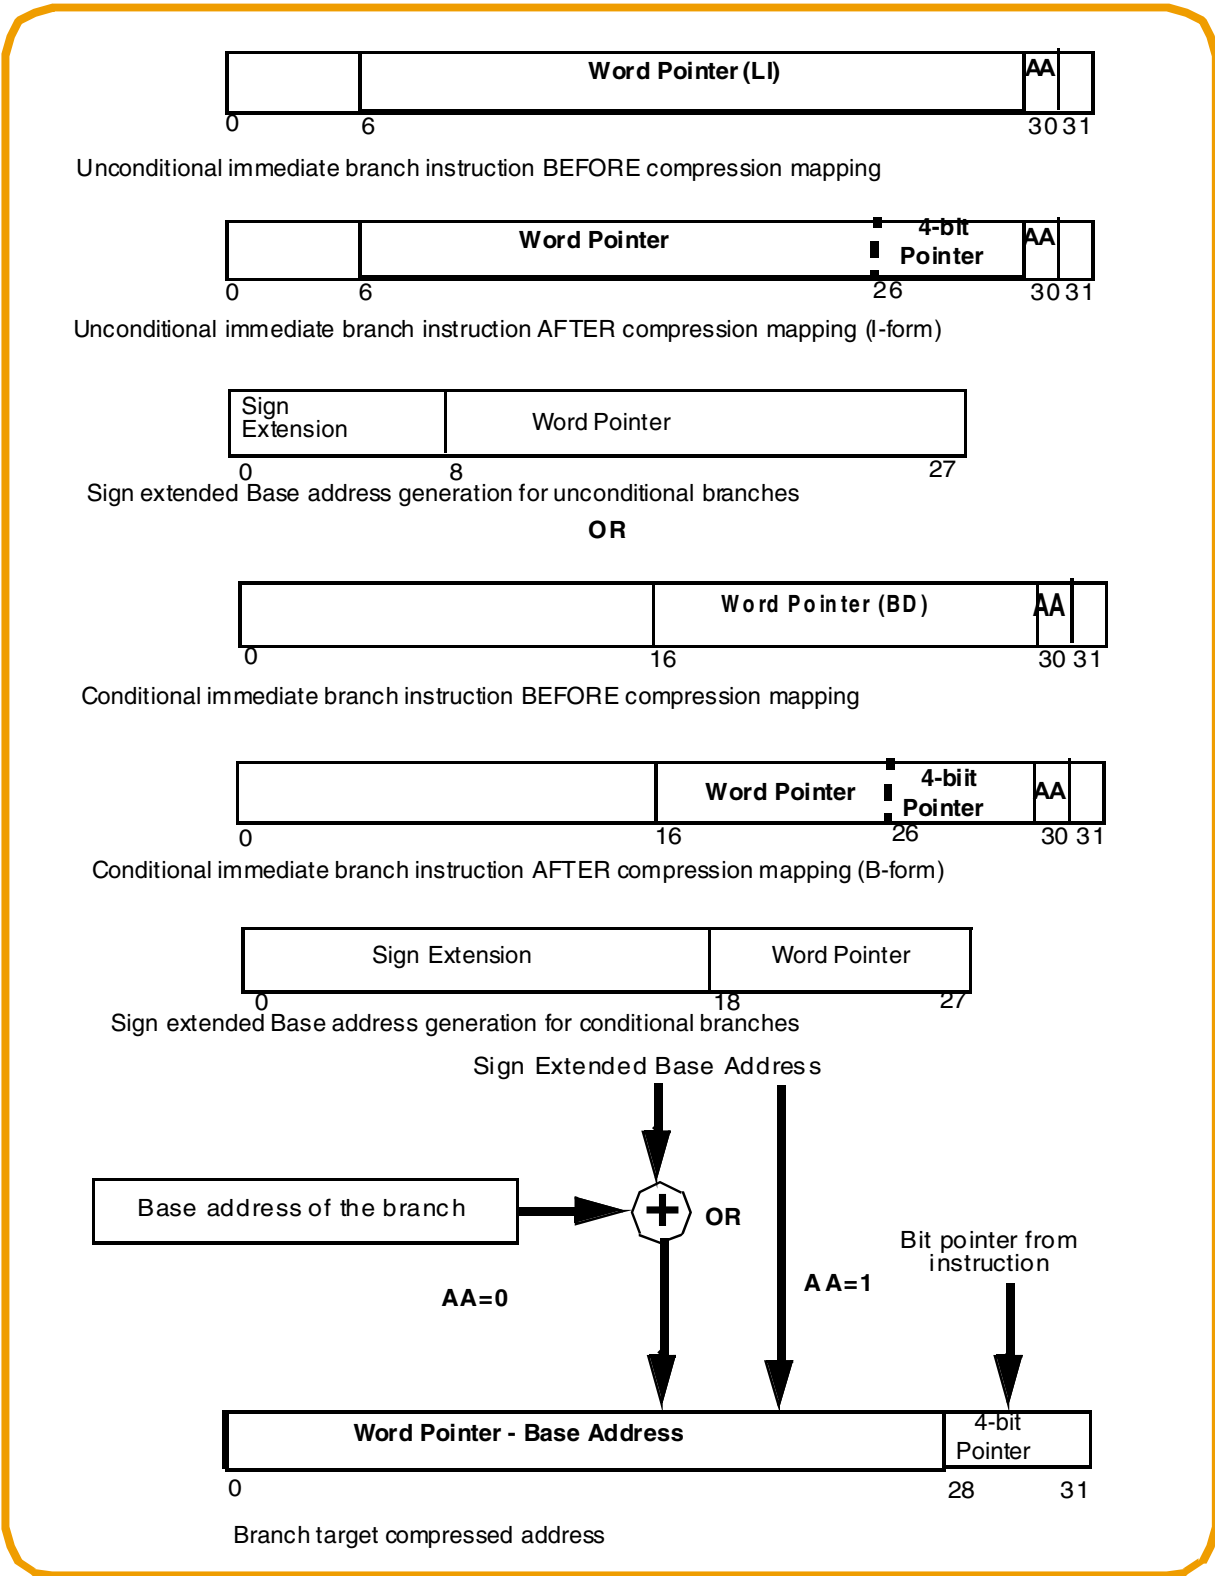 Word Pointer (LI) AA
0 6 30 31
Unconditional immediate branch instruction BEFORE compression mapping
Word Pointer 4-bit Pointer AA
0 6 26 30 31
Unconditional immediate branch instruction AFTER compression mapping (I-form)
Sign
Extension
Word Pointer
0 8 27
Sign extended Base address generation for unconditional branches
OR
Word Pointer (BD) AA
0 16 30 31
Conditional immediate branch instruction BEFORE compression mapping
Word Pointer 4-biit Pointer AA
0 16 26 30 31
Conditional immediate branch instruction AFTER compression mapping (B-form)
Sign Extension Word Pointer
0 18 27
Sign extended Base address generation for conditional branches
Sign Extended Base Address
Base address of the branch
+ OR
Bit pointer from
instruction
AA=0
AA=1
Word Pointer - Base Address
4-bit
Pointer
0 28 31
Branch target compressed address